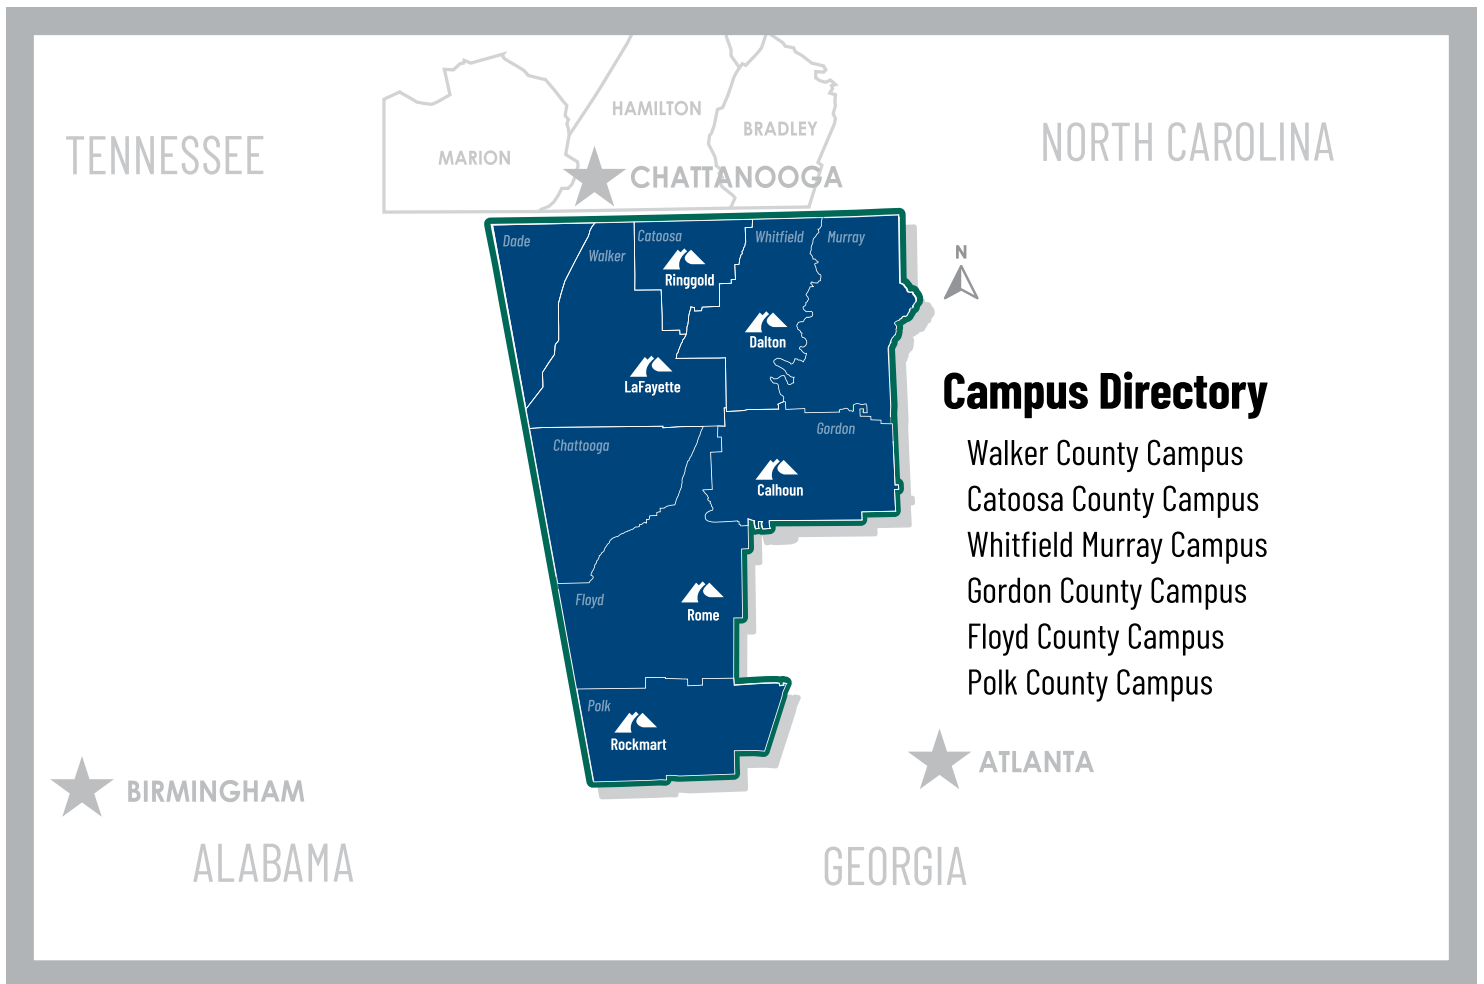 HAMILTON
BRADLEY
TENNESSEE
MARION
NORTH CAROLINA
CHATTANOOGA
Dade
Walker
Catoosa
Whitfield
Murray
N
Ringgold
Dalton
LaFayette
Campus Directory
Walker County Campus
Catoosa County Campus
Whitfield Murray Campus
Gordon County Campus
Floyd County Campus
Polk County Campus
Gordon
Chattooga
Calhoun
Floyd
Rome
Polk
Rockmart
ATLANTA
BIRMINGHAM
ALABAMA
GEORGIA